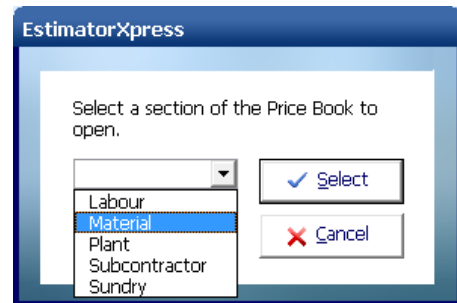 EstimatorXpress
Select a section of the Price Book to
open.
Select
Labour
Material
Plant
Cancel
Subcontractor
Sundry